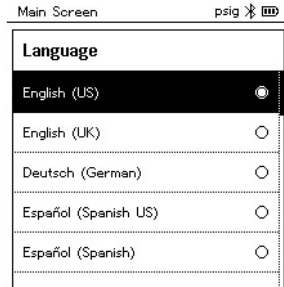 Main Screen psig
Language
English (US)
English (UK)
Deutsch (German)
Español (Spanish US)
Español (Spanish)